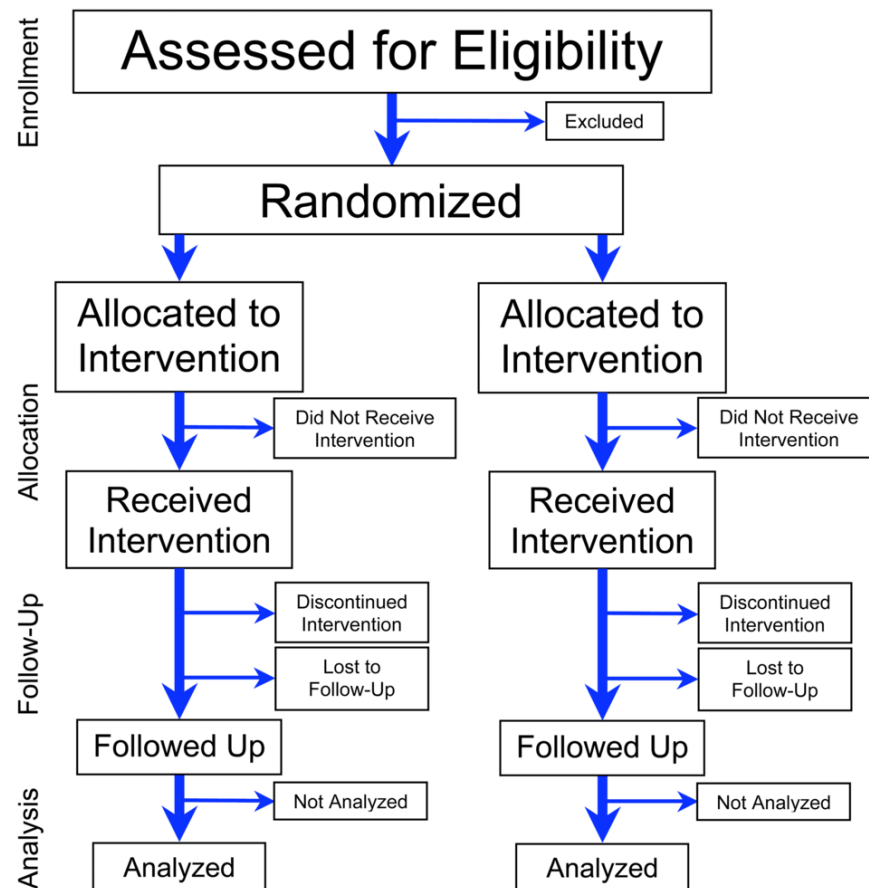 Enrollment
Assessed for Eligibility
Excluded
Randomized
Allocation
Allocated to
Intervention
Allocated to
Intervention
Did Not Receive
Intervention
Did Not Receive
Intervention
Received
Intervention
Received
Intervention
Follow-Up
Discontinued
Intervention
Discontinued
Intervention
Lost to
Follow-Up
Lost to
Follow-Up
Followed Up
Followed Up
Analysis
Not Analyzed
Not Analyzed
Analyzed
Analyzed